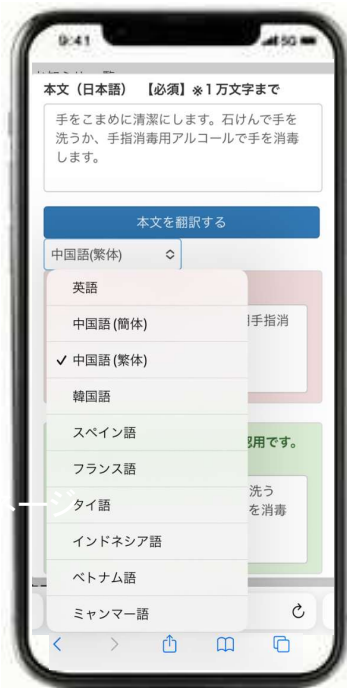 9:41
5G
本文（日本語） 【必須】※１万文字まで
手をこまめに清潔にします。石けんで手を
洗うか、手指消毒用アルコールで手を消毒
します。
本文を翻訳する
中国語(繁体)
英語
中国語(簡体)
手指消
✓ 中国語(繁体)
韓国語
スペイン語
認用です。
フランス語
洗う
ページ
タイ語
を消毒
インドネシア語
ベトナム語
ミャンマー語